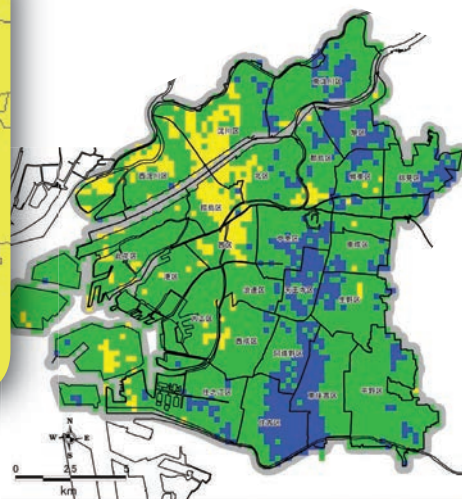 東淀川区
淀川区
旭区
都島区
西淀川区
北区
城東区
鶴見区
福島区
此花区
西区
中央区
東成区
港区
天王寺区
浪速区
生野区
大正区
西成区
阿倍野区
住之江区
東住吉区
平野区
住吉区
N
W E
S
0 2.5 5
km